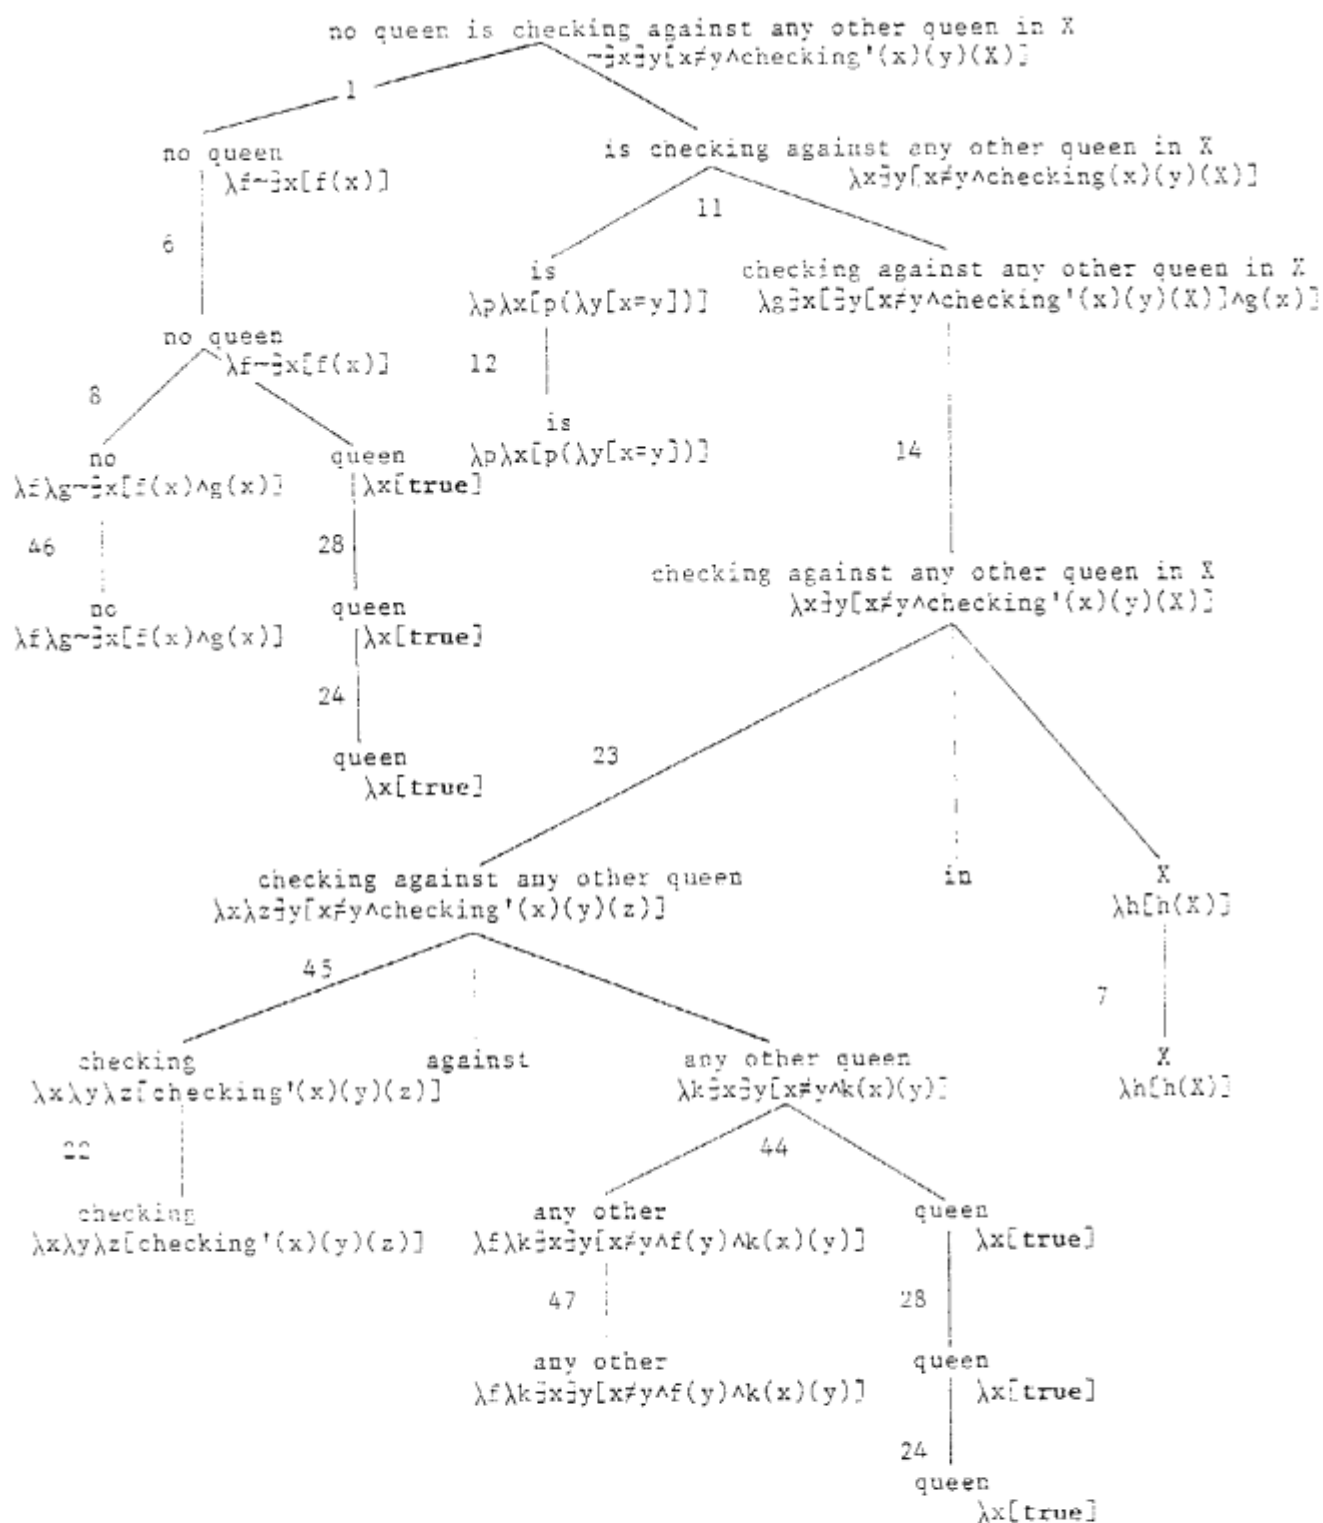 no queen is checking against any other queen in X
~∃x∃y[x≠y∧checking'(x)(y)(X)]
1
no queen
λf~∃x[f(x)]
is checking against any other queen in X
λx∃y[x≠y∧checking(x)(y)(X)]
11
6
is
λpλx[p(λy[x=y])]
checking against any other queen in X
λg∃x[∃y[x≠y∧checking'(x)(y)(X)]∧g(x)]
no queen
λf~∃x[f(x)]
12
8
is
λpλx[p(λy[x=y])]
14
no
λfλg~∃x[f(x)∧g(x)]
queen
λx[true]
46
28
checking against any other queen in X
λx∃y[x≠y∧checking'(x)(y)(X)]
no
λfλg~∃x[f(x)∧g(x)]
queen
λx[true]
24
queen
λx[true]
23
checking against any other queen
λxλz∃y[x≠y∧checking'(x)(y)(z)]
in
X
λh[h(X)]
45
7
checking
λxλyλz[checking'(x)(y)(z)]
against
any other queen
λk∃x∃y[x≠y∧k(x)(y)]
X
λh[h(X)]
22
44
checking
λxλyλz[checking'(x)(y)(z)]
any other
λfλk∃x∃y[x≠y∧f(y)∧k(x)(y)]
queen
λx[true]
47
28
any other
λfλk∃x∃y[x≠y∧f(y)∧k(x)(y)]
queen
λx[true]
24
queen
λx[true]